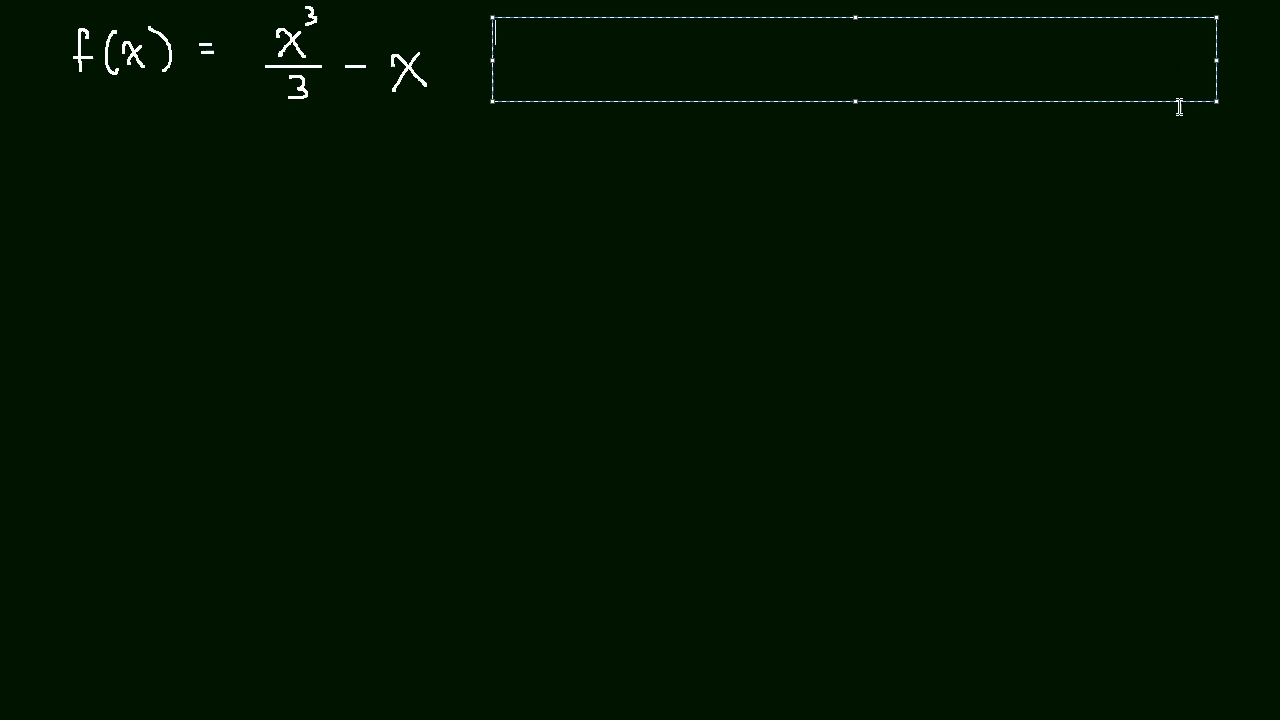 f(x) = x³/3 - x